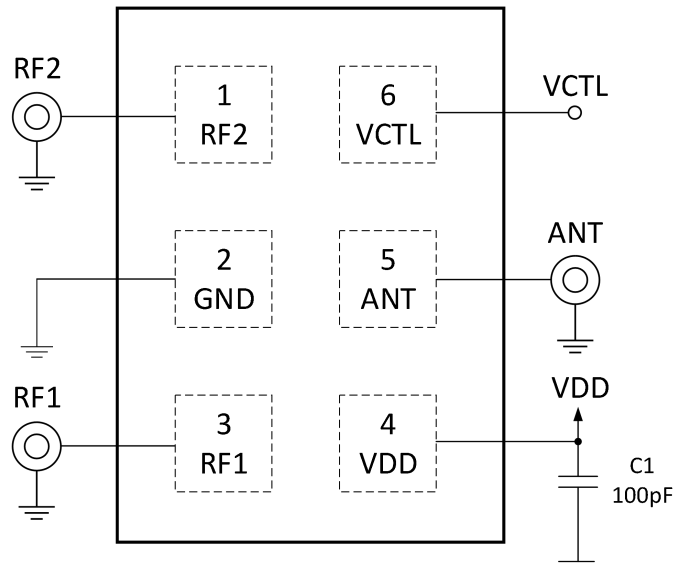 RF2
1
RF2
6
VCTL
VCTL
2
GND
5
ANT
ANT
RF1
3
RF1
4
VDD
VDD
C1
100pF